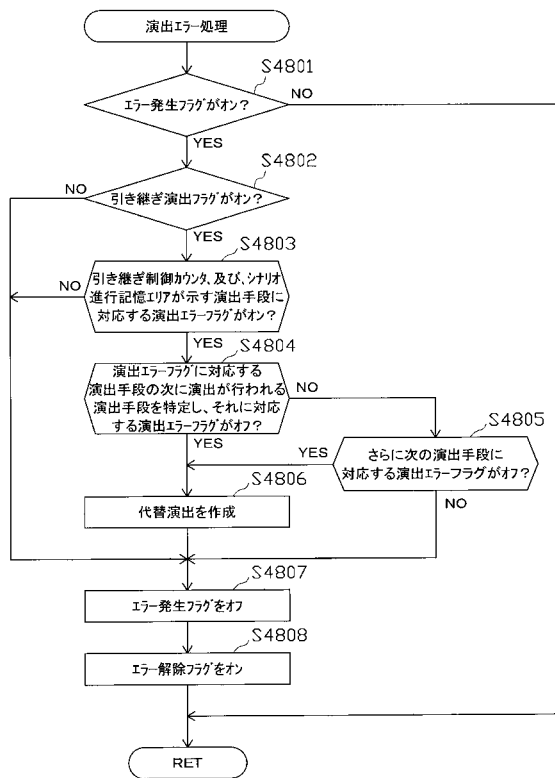 演出エラー処理
S4801
エラー発生フラグがオン?
NO
YES
S4802
NO
引き継ぎ演出フラグがオン?
YES
S4803
引き継ぎ制御カウンタ、及び、シナリオ
進行記憶エリアが示す演出手段に
対応する演出エラーフラグがオン?
NO
YES
S4804
演出エラーフラグに対応する
演出手段の次に演出が行われる
演出手段を特定し、それに対応
する演出エラーフラグがオフ?
NO
YES
S4805
さらに次の演出手段に
対応する演出エラーフラグがオフ?
YES
NO
S4806
代替演出を作成
S4807
エラー発生フラグをオフ
S4808
エラー解除フラグをオン
RET